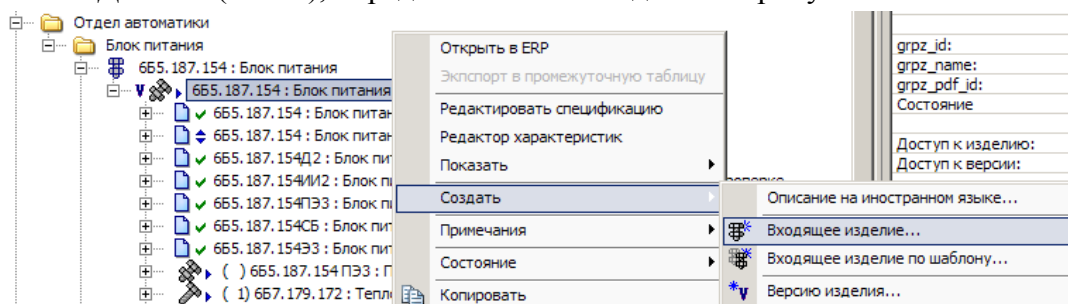 Отдел автоматики
Блок питания
6Б5.187.154 : Блок питания
6Б5.187.154 : Блок питания
6Б5.187.154 : Блок питан
6Б5.187.154 : Блок питан
6Б5.187.154Д2 : Блок пит
6Б5.187.154ИИ2 : Блок п
6Б5.187.154ПЭ3 : Блок п
6Б5.187.154СБ : Блок пит
6Б5.187.154Э3 : Блок пит
( ) 6Б5.187.154 ПЭ3 : П
( 1) 6Б7.179.172 : Тепл
Открыть в ERP
Экпспорт в промежуточную таблицу
Редактировать спецификацию
Редактор характеристик
Показать
Создать
Примечания
Состояние
Копировать
Описание на иностранном языке...
Входящее изделие...
Входящее изделие по шаблону...
Версию изделия...
grpz_id:
grpz_name:
grpz_pdf_id:
Состояние
Доступ к изделию:
Доступ к версии: